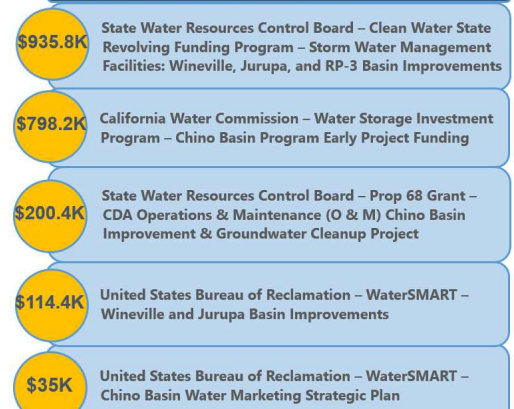 $935.8K
State Water Resources Control Board – Clean Water State
Revolving Funding Program – Storm Water Management
Facilities: Wineville, Jurupa, and RP-3 Basin Improvements
$798.2K
California Water Commission – Water Storage Investment
Program – Chino Basin Program Early Project Funding
$200.4K
State Water Resources Control Board – Prop 68 Grant –
CDA Operations & Maintenance (O & M) Chino Basin
Improvement & Groundwater Cleanup Project
$114.4K
United States Bureau of Reclamation – WaterSMART –
Wineville and Jurupa Basin Improvements
$35K
United States Bureau of Reclamation – WaterSMART –
Chino Basin Water Marketing Strategic Plan